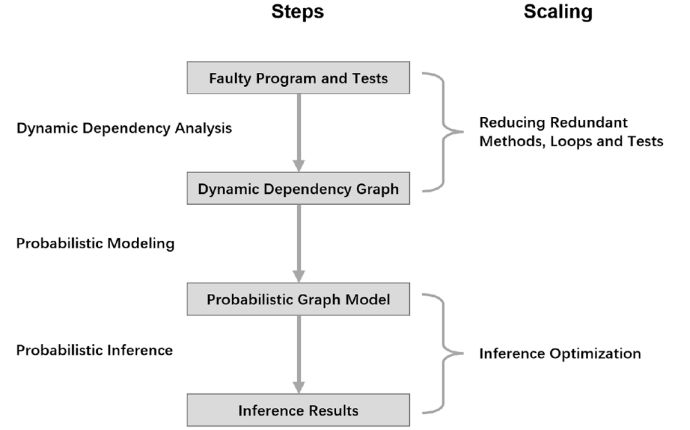 Steps
Scaling
Faulty Program and Tests
Dynamic Dependency Analysis
Reducing Redundant
Methods, Loops and Tests
Dynamic Dependency Graph
Probabilistic Modeling
Probabilistic Graph Model
Probabilistic Inference
Inference Optimization
Inference Results